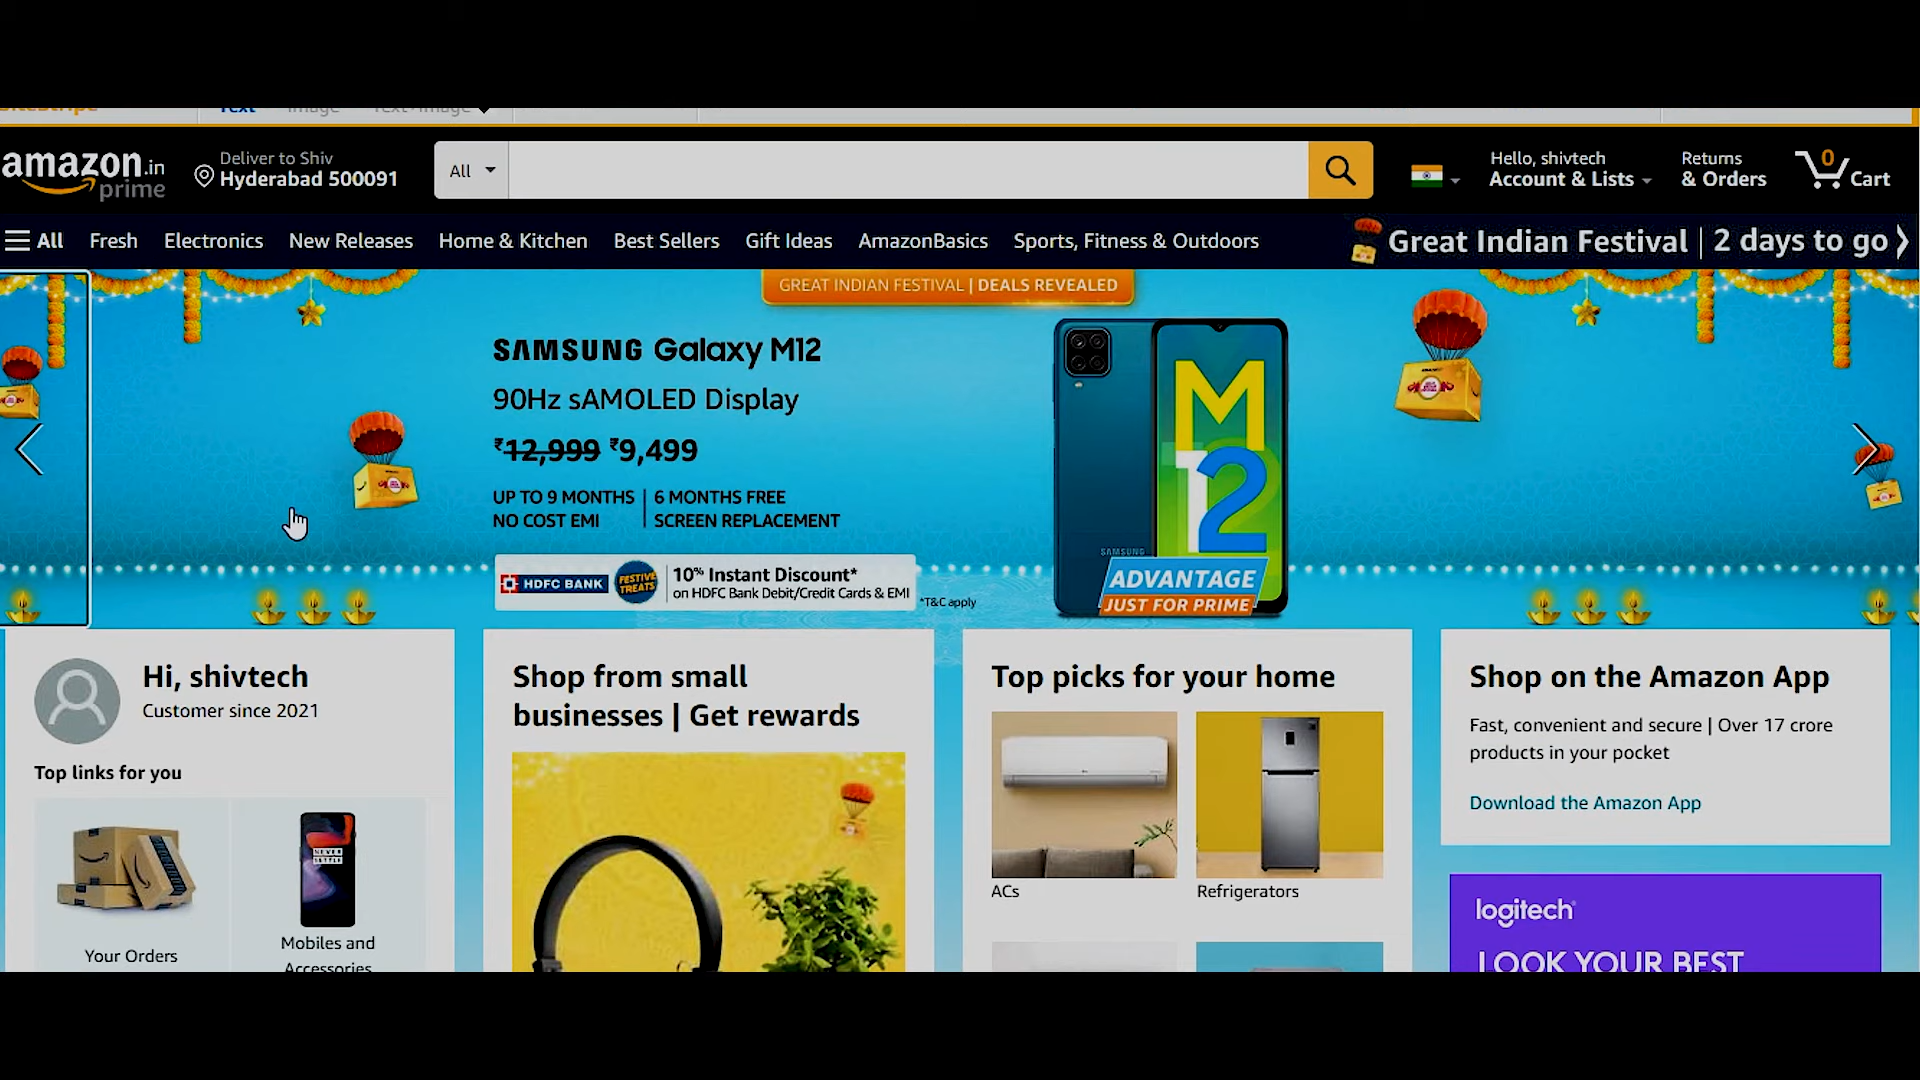 Text
Image
Text+Image
amazon.in
prime
Deliver to Shiv
Hyderabad 500091
All
Hello, shivtech
Account & Lists
Returns
& Orders
0
Cart
All
Fresh
Electronics
New Releases
Home & Kitchen
Best Sellers
Gift Ideas
AmazonBasics
Sports, Fitness & Outdoors
Great Indian Festival | 2 days to go
GREAT INDIAN FESTIVAL | DEALS REVEALED
SAMSUNG Galaxy M12
90Hz sAMOLED Display
₹12,999 ₹9,499
UP TO 9 MONTHS
NO COST EMI
6 MONTHS FREE
SCREEN REPLACEMENT
HDFC BANK
FESTIVE
TREATS
10% Instant Discount*
on HDFC Bank Debit/Credit Cards & EMI
*T&C apply
M
12
SAMSUNG
ADVANTAGE
JUST FOR PRIME
Hi, shivtech
Customer since 2021
Top links for you
Your Orders
Mobiles and
Accessories
NEVER
SETTLE
Shop from small
businesses | Get rewards
Top picks for your home
ACs
Refrigerators
Shop on the Amazon App
Fast, convenient and secure | Over 17 crore
products in your pocket
Download the Amazon App
logitech
LOOK YOUR BEST